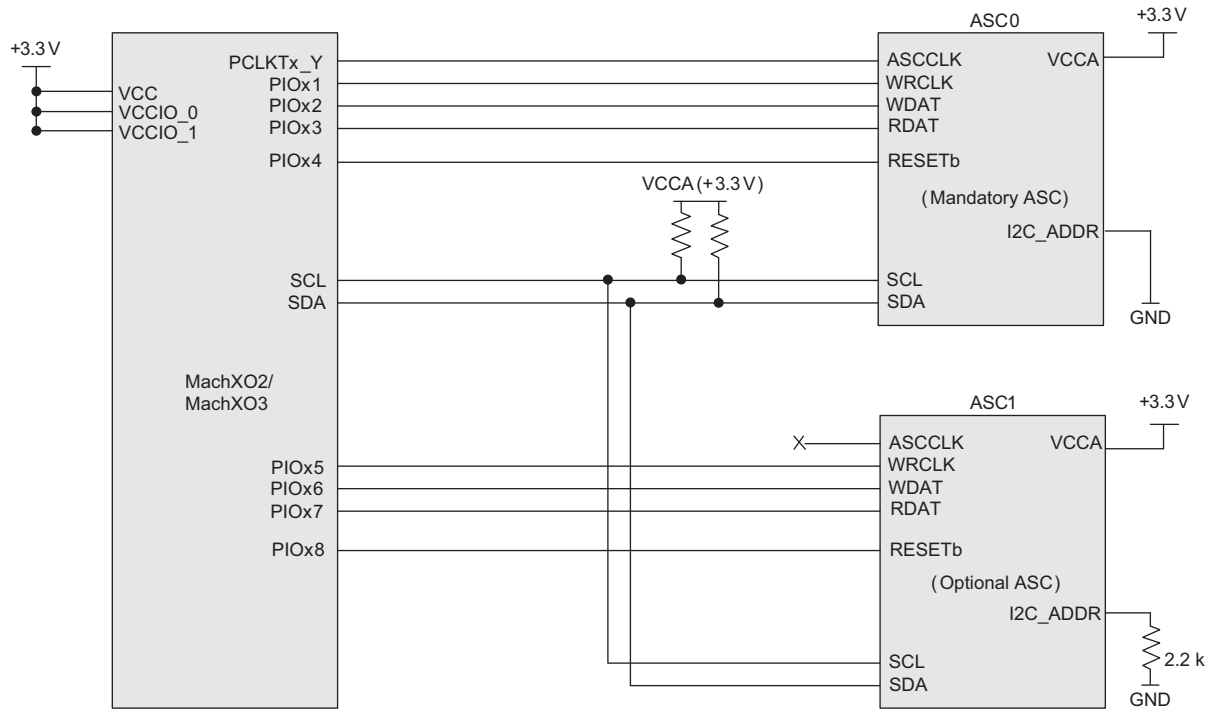 +3.3 V
VCC
VCCIO_0
VCCIO_1
PCLKTx_Y
PIOx1
PIOx2
PIOx3
PIOx4
SCL
SDA
MachXO2/
MachXO3
PIOx5
PIOx6
PIOx7
PIOx8
VCCA (+3.3 V)
ASC0
+3.3 V
ASCCLK
VCCA
WRCLK
WDAT
RDAT
RESETb
(Mandatory ASC)
I2C_ADDR
SCL
SDA
GND
ASC1
+3.3 V
X
ASCCLK
VCCA
WRCLK
WDAT
RDAT
RESETb
(Optional ASC)
I2C_ADDR
2.2 k
SCL
SDA
GND